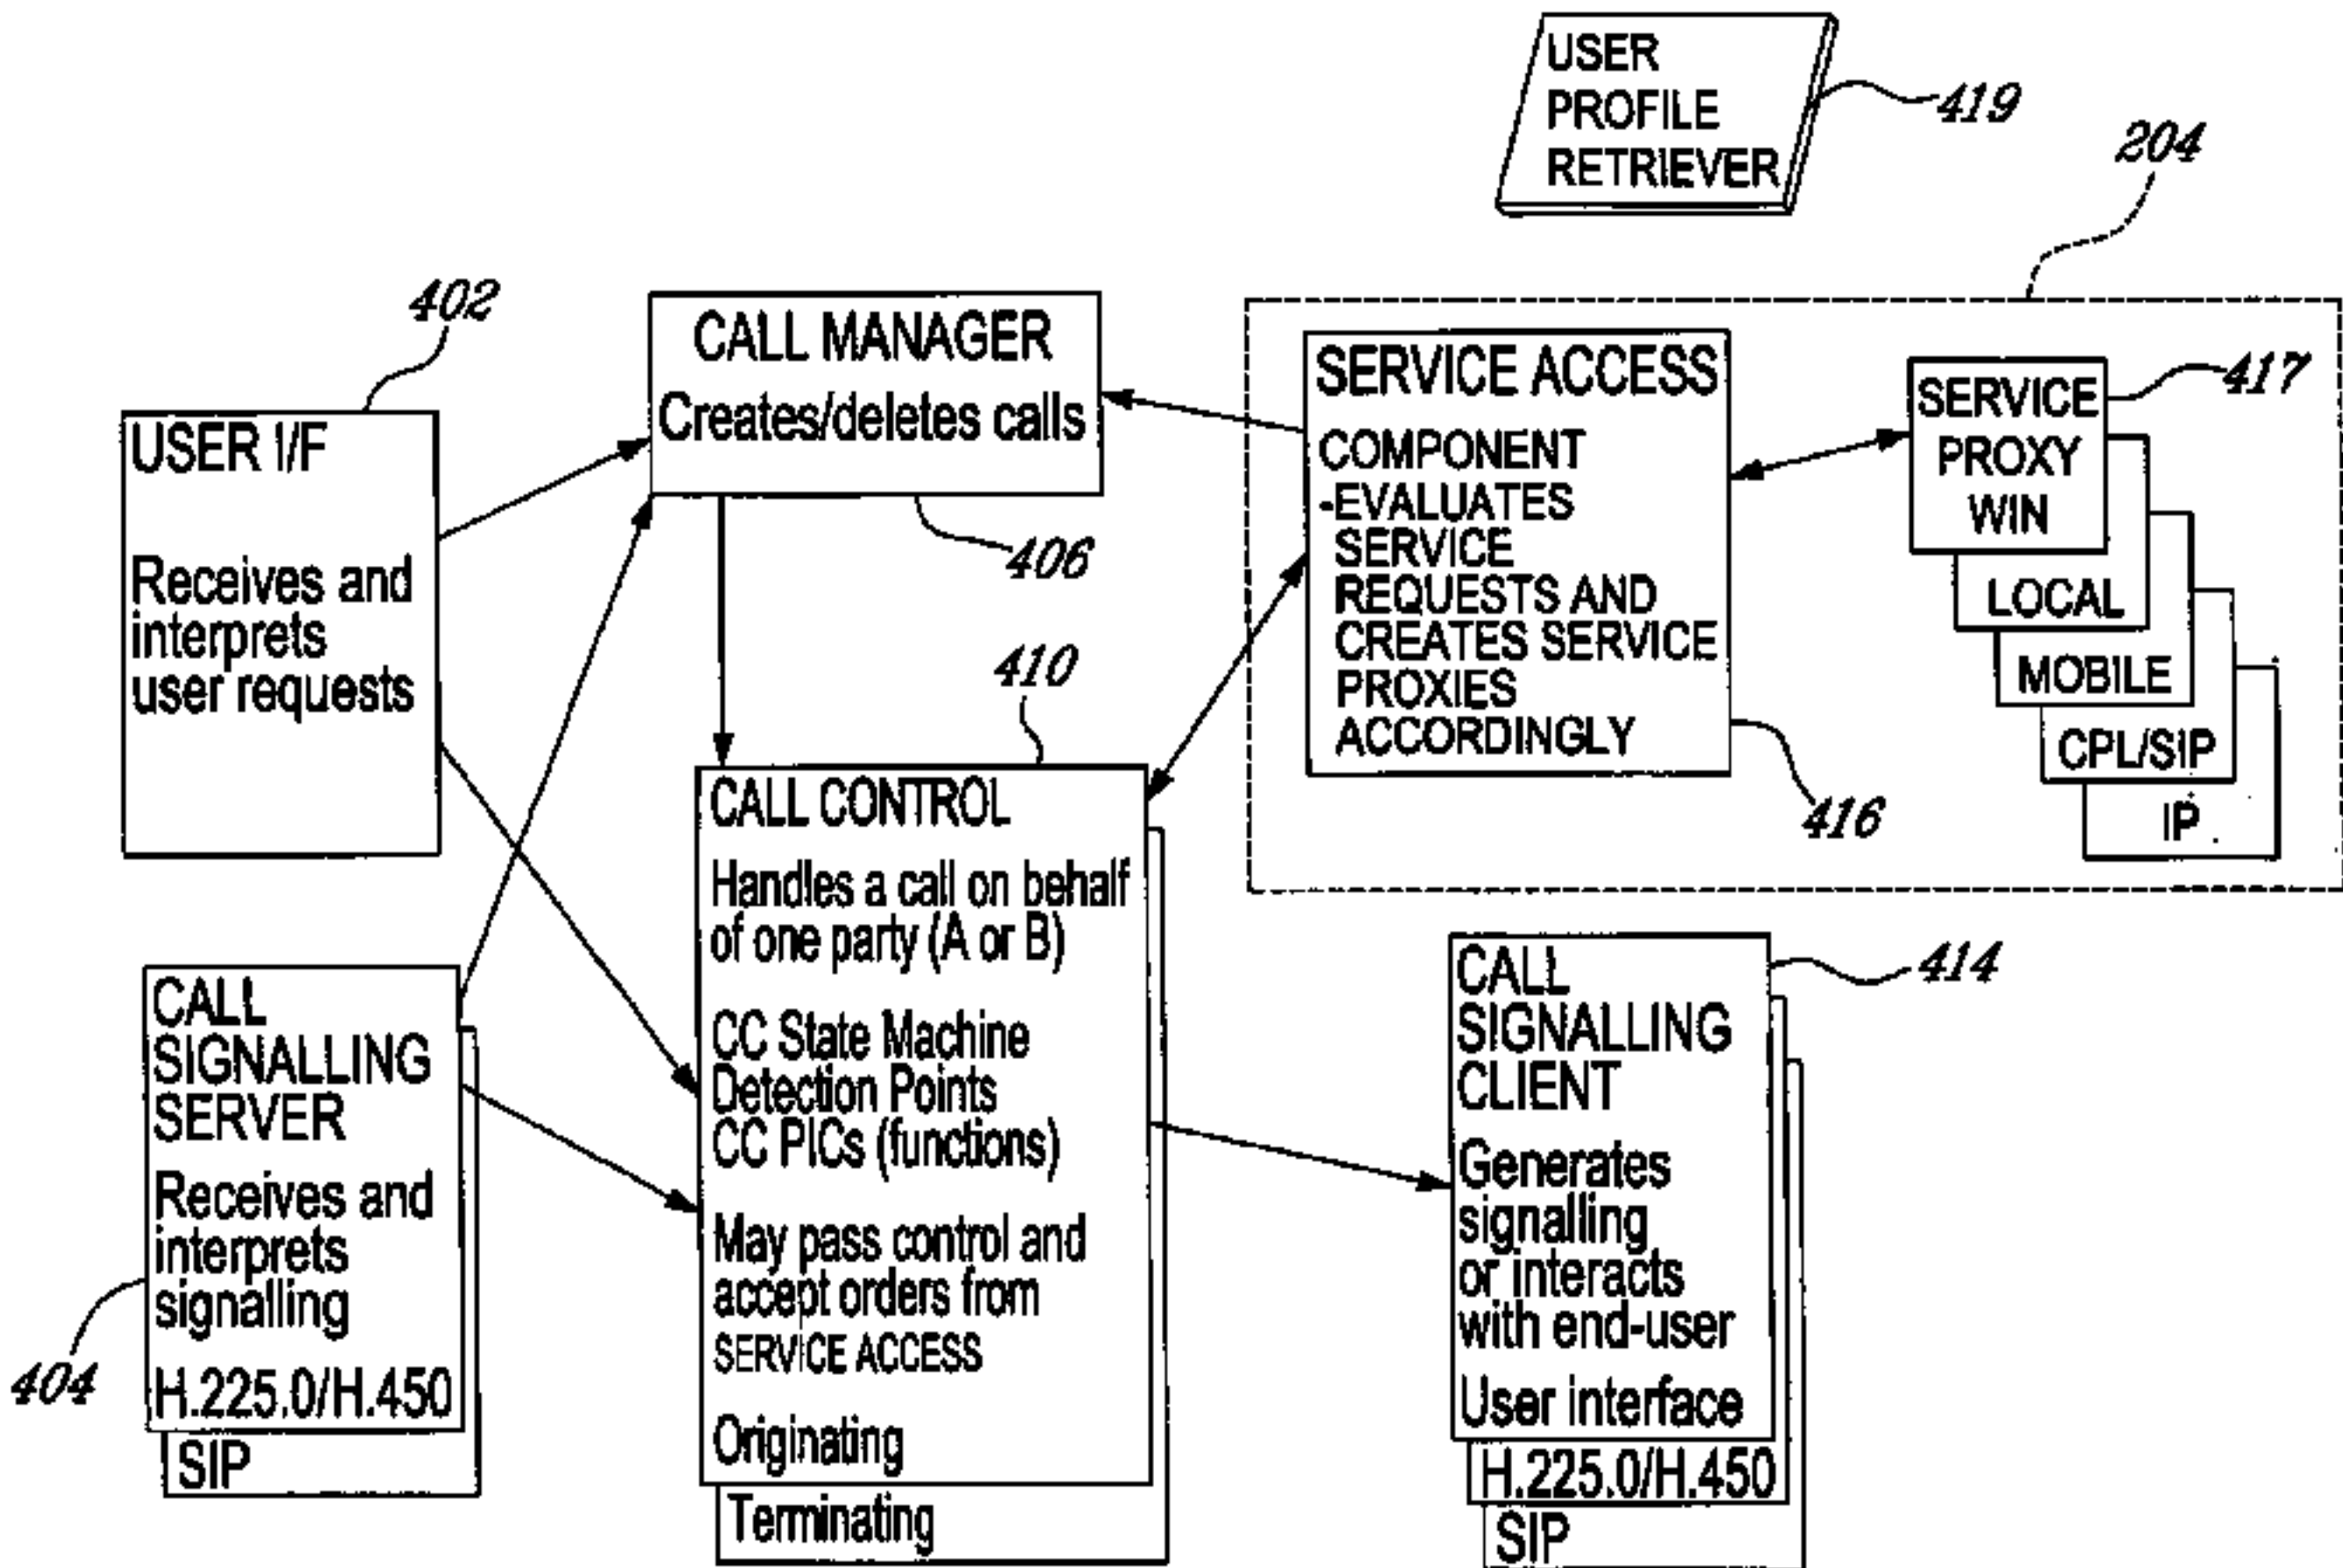 USER
PROFILE
RETRIEVER
419
204
402
CALL MANAGER
Creates/deletes calls
406
USER I/F
Receives and
interprets
user requests
SERVICE ACCESS
COMPONENT
-EVALUATES
SERVICE
REQUESTS AND
CREATES SERVICE
PROXIES
ACCORDINGLY
416
SERVICE
PROXY
WIN
417
LOCAL
MOBILE
CPL/SIP
IP
410
CALL CONTROL
Handles a call on behalf
of one party (A or B)
CC State Machine
Detection Points
CC PICs (functions)
May pass control and
accept orders from
SERVICE ACCESS
Originating
Terminating
CALL
SIGNALLING
SERVER
Receives and
interprets
signalling
H.225.0/H.450
SIP
404
CALL
SIGNALLING
CLIENT
Generates
signalling
or interacts
with end-user
User interface
H.225.0/H.450
SIP
414